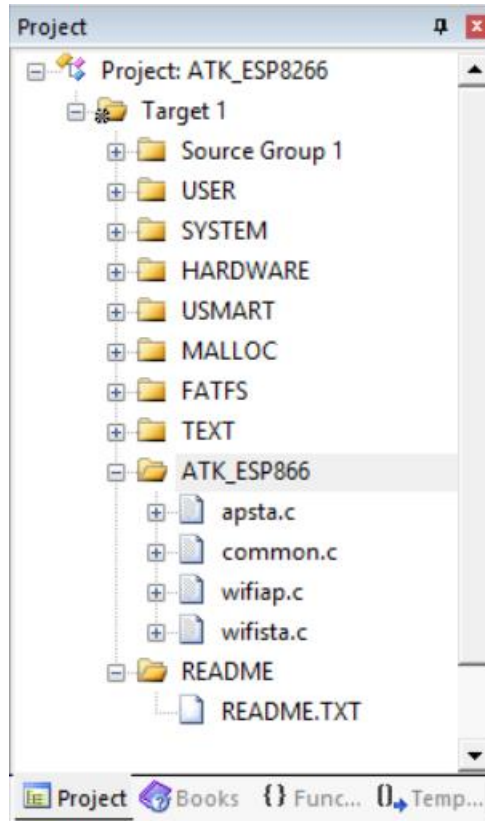 Project
Project: ATK_ESP8266
Target 1
Source Group 1
USER
SYSTEM
HARDWARE
USMART
MALLOC
FATFS
TEXT
ATK_ESP866
apsta.c
common.c
wifiap.c
wifista.c
README
README.TXT
Project Books {} Func... 0 Temp...